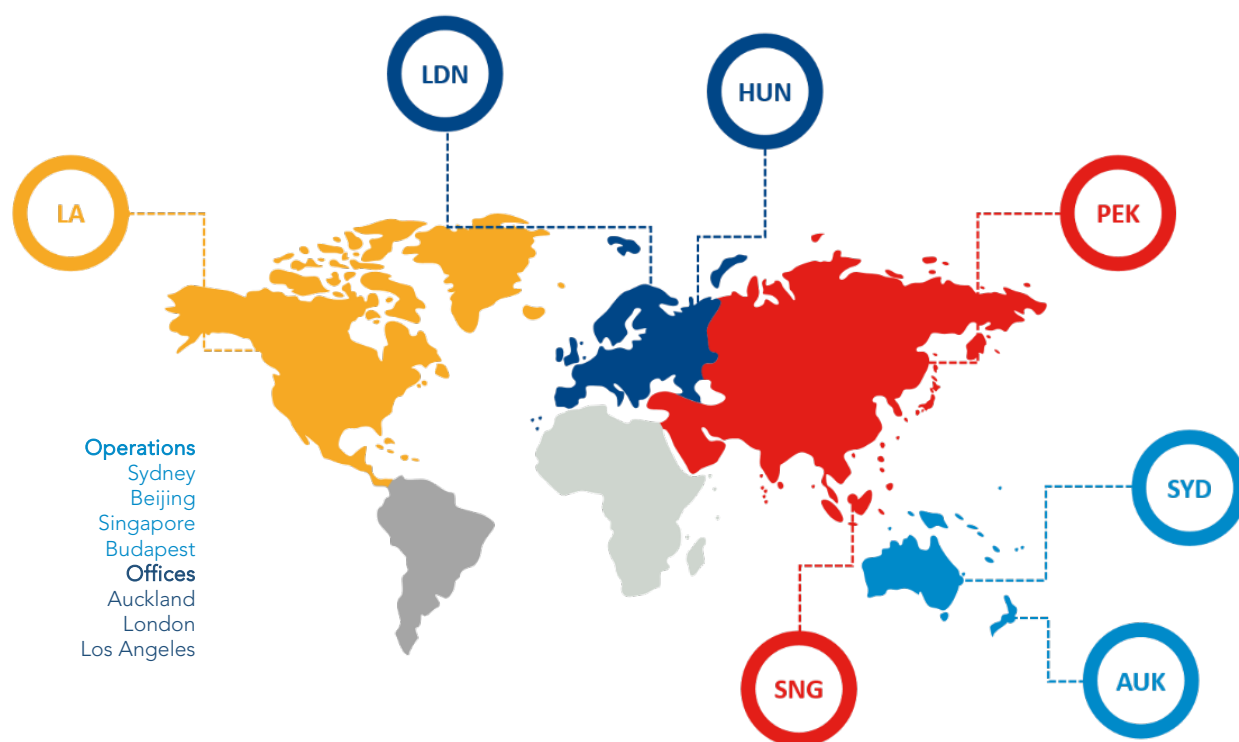 LDN
HUN
LA
PEK
Operations
Sydney
Beijing
Singapore
Budapest
Offices
Auckland
London
Los Angeles
SYD
SNG
AUK